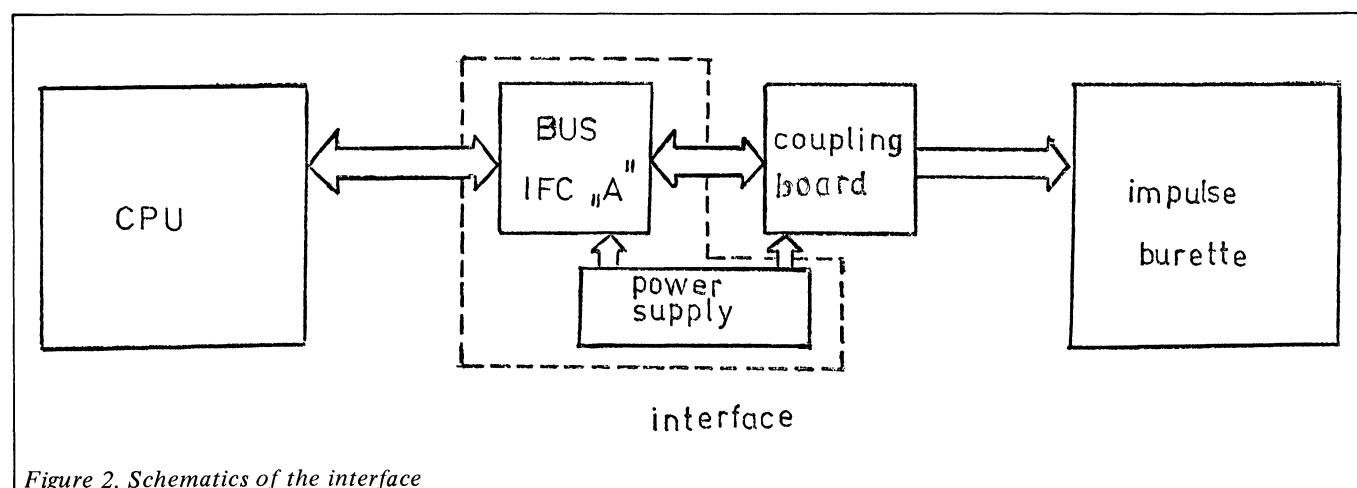 CPU
BUS
IFC „A"
coupling
board
impulse
burette
power
supply
interface
Figure 2. Schematics of the interface